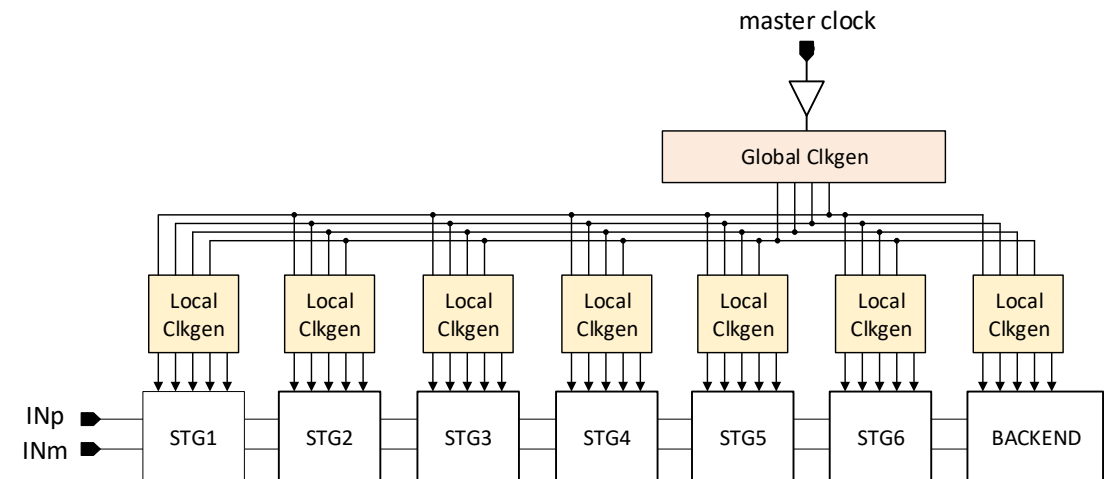 master clock
Global Clkgen
Local
Clkgen
Local
Clkgen
Local
Clkgen
Local
Clkgen
Local
Clkgen
Local
Clkgen
Local
Clkgen
INp
INm
STG1
STG2
STG3
STG4
STG5
STG6
BACKEND